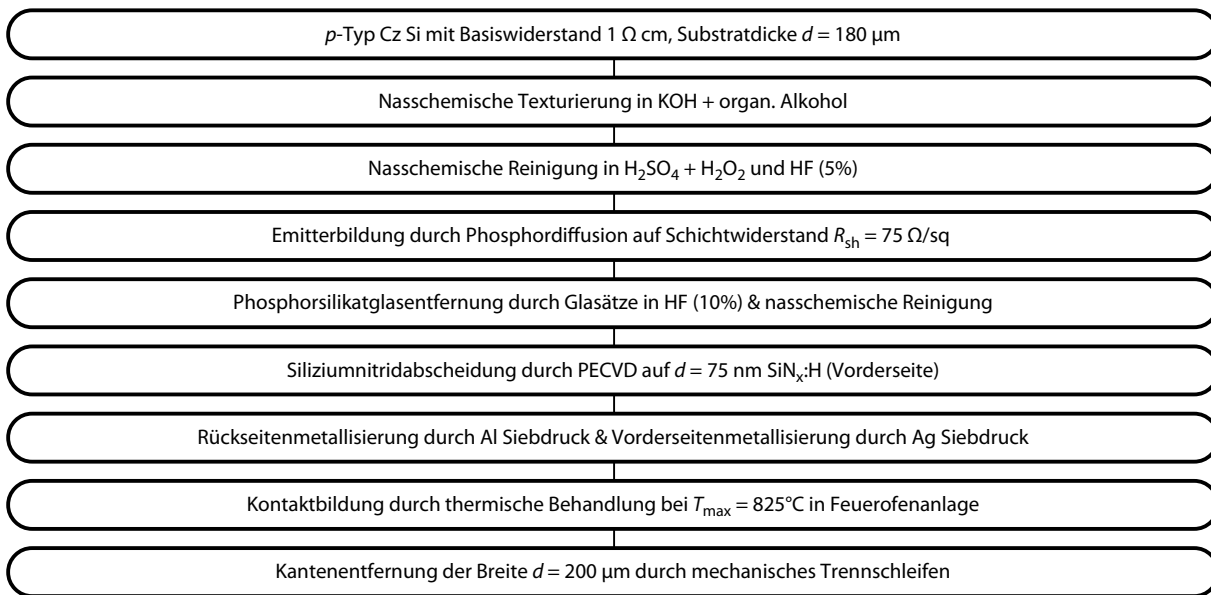 p-Typ Cz Si mit Basiswiderstand 1 Ω cm, Substratdicke d = 180 µm
Nasschemische Texturierung in KOH + organ. Alkohol
Nasschemische Reinigung in H₂SO₄ + H₂O₂ und HF (5%)
Emitterbildung durch Phosphordiffusion auf Schichtwiderstand R_sh = 75 Ω/sq
Phosphorsilikatglasentfernung durch Glasätze in HF (10%) & nasschemische Reinigung
Siliziumnitridabscheidung durch PECVD auf d = 75 nm SiNₓ:H (Vorderseite)
Rückseitenmetallisierung durch Al Siebdruck & Vorderseitenmetallisierung durch Ag Siebdruck
Kontaktbildung durch thermische Behandlung bei T_max = 825°C in Feuerofenanlage
Kantenentfernung der Breite d = 200 µm durch mechanisches Trennschleifen